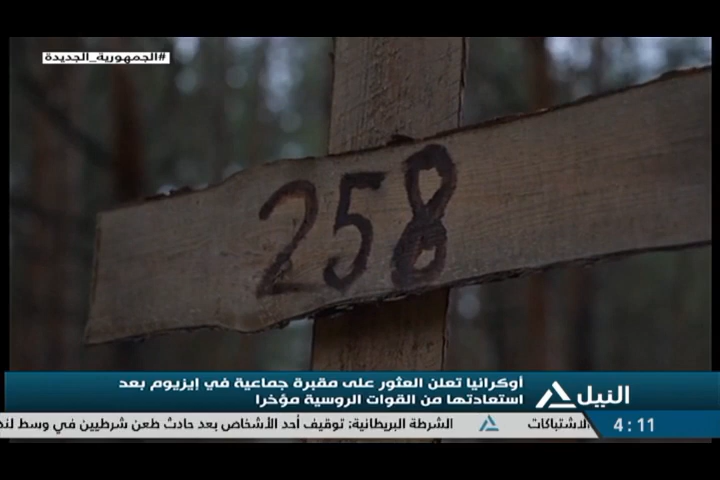 #الجمهورية_الجديدة
258
أوكرانيا تعلن العثور على مقبرة جماعية في إيزيوم بعد
استعادتها من القوات الروسية مؤخرا
النيل
الاشتباكات
الشرطة البريطانية: توقيف أحد الأشخاص بعد حادث طعن شرطيين في وسط لند
4:11